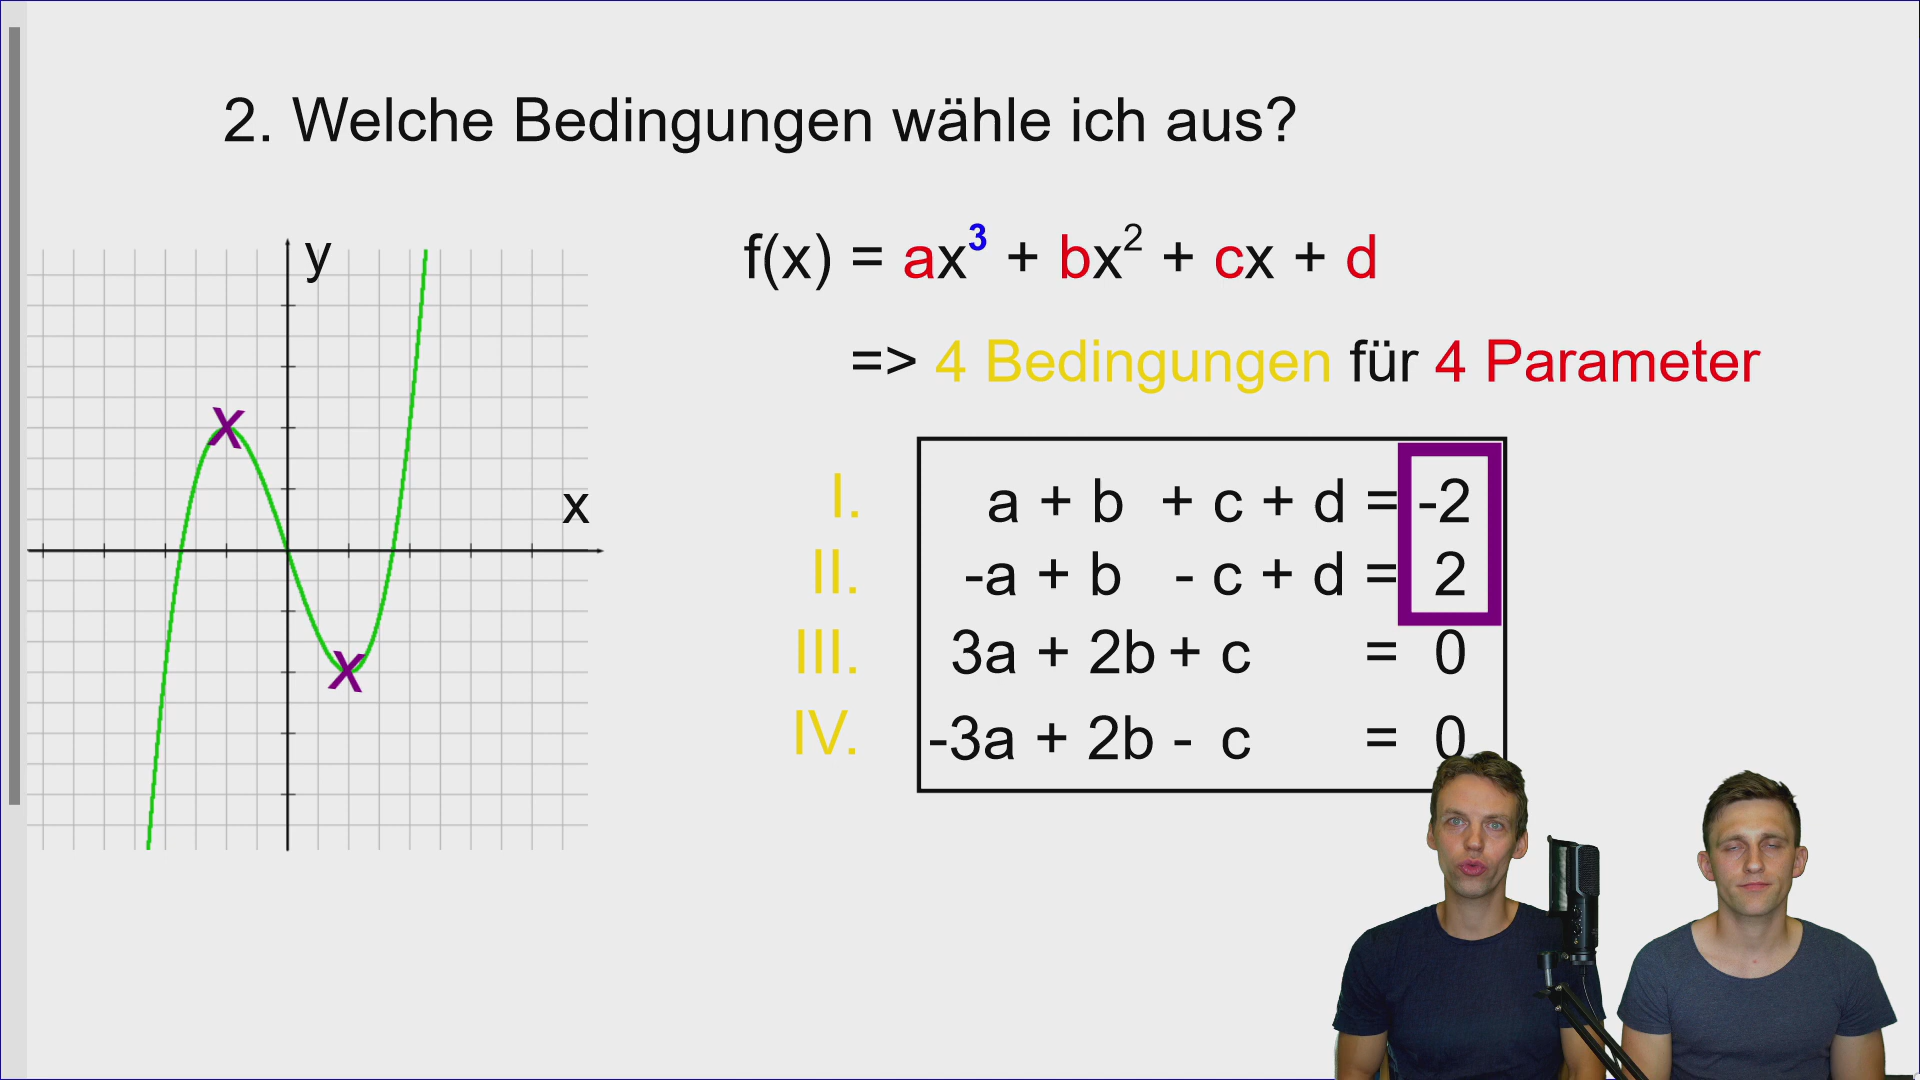 2. Welche Bedingungen wähle ich aus?
y
x
x
x
f(x) = ax³ + bx² + cx + d
=> 4 Bedingungen für 4 Parameter
I. a + b + c + d = -2
II. -a + b - c + d = 2
III. 3a + 2b + c = 0
IV. -3a + 2b - c = 0